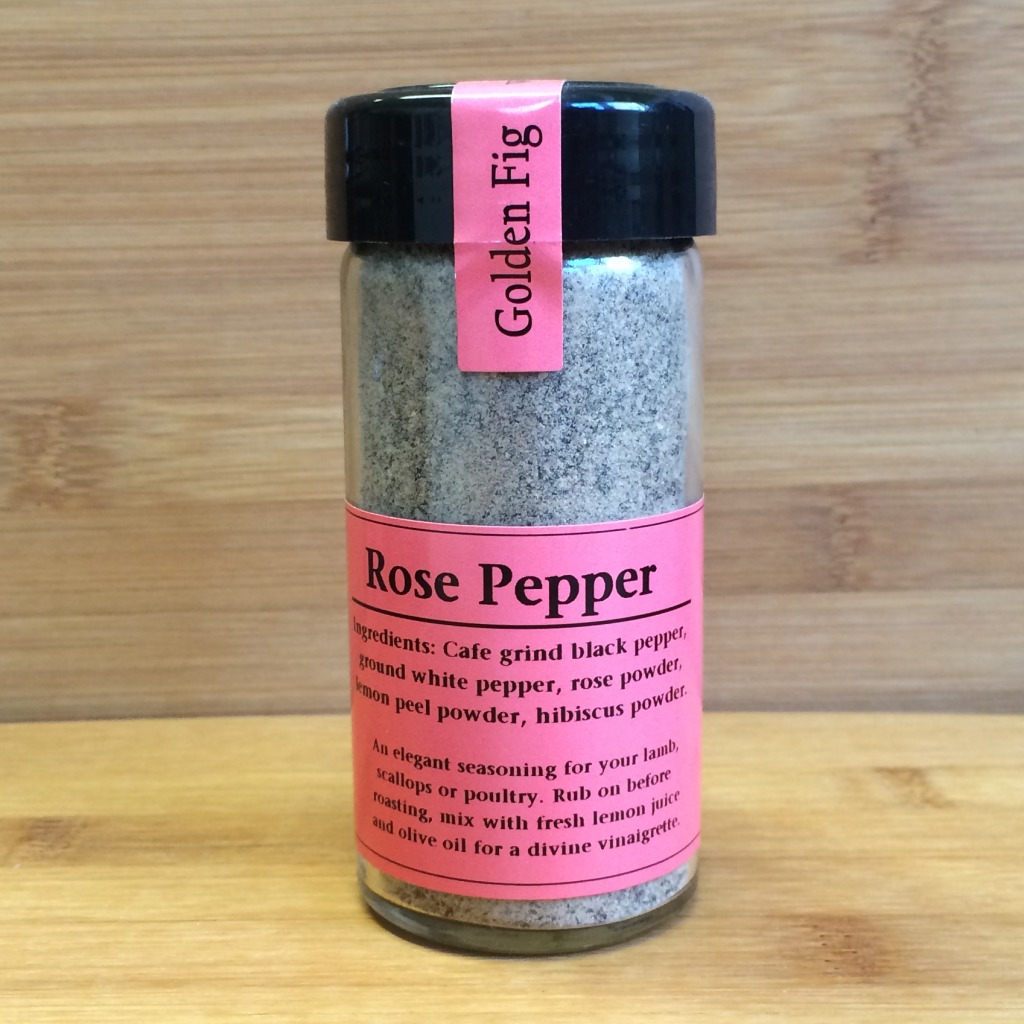 Golden Fig
Rose Pepper
Ingredients: Cafe grind black pepper,
ground white pepper, rose powder,
lemon peel powder, hibiscus powder.
An elegant seasoning for your lamb,
scallops or poultry. Rub on before
roasting, mix with fresh lemon juice
and olive oil for a divine vinaigrette.